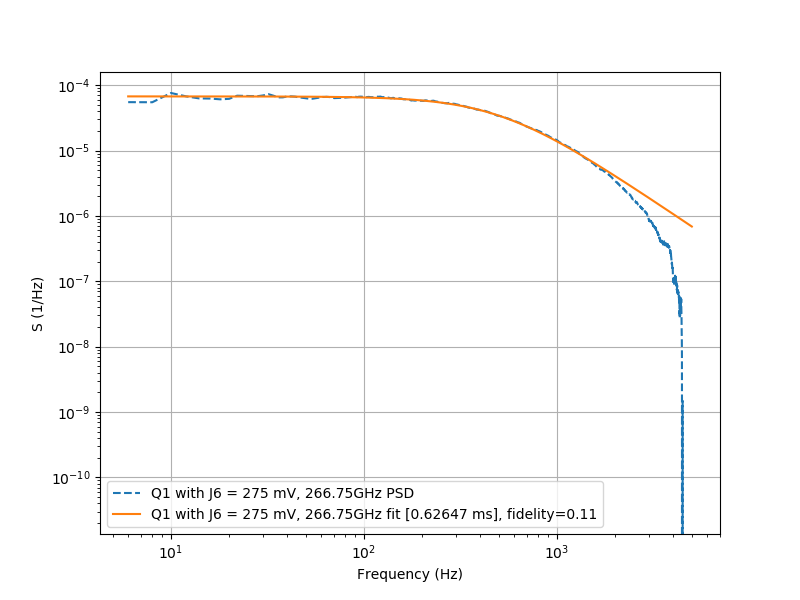 10⁻⁴
10⁻⁵
10⁻⁶
10⁻⁷
10⁻⁸
10⁻⁹
10⁻¹⁰
S (1/Hz)
Q1 with J6 = 275 mV, 266.75GHz PSD
Q1 with J6 = 275 mV, 266.75GHz fit [0.62647 ms], fidelity=0.11
10¹
10²
10³
Frequency (Hz)